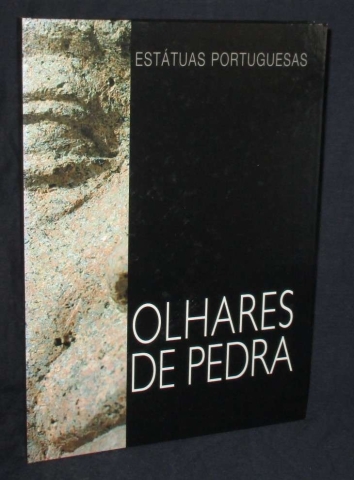 ESTÁTUAS PORTUGUESAS
OLHARES
DE PEDRA